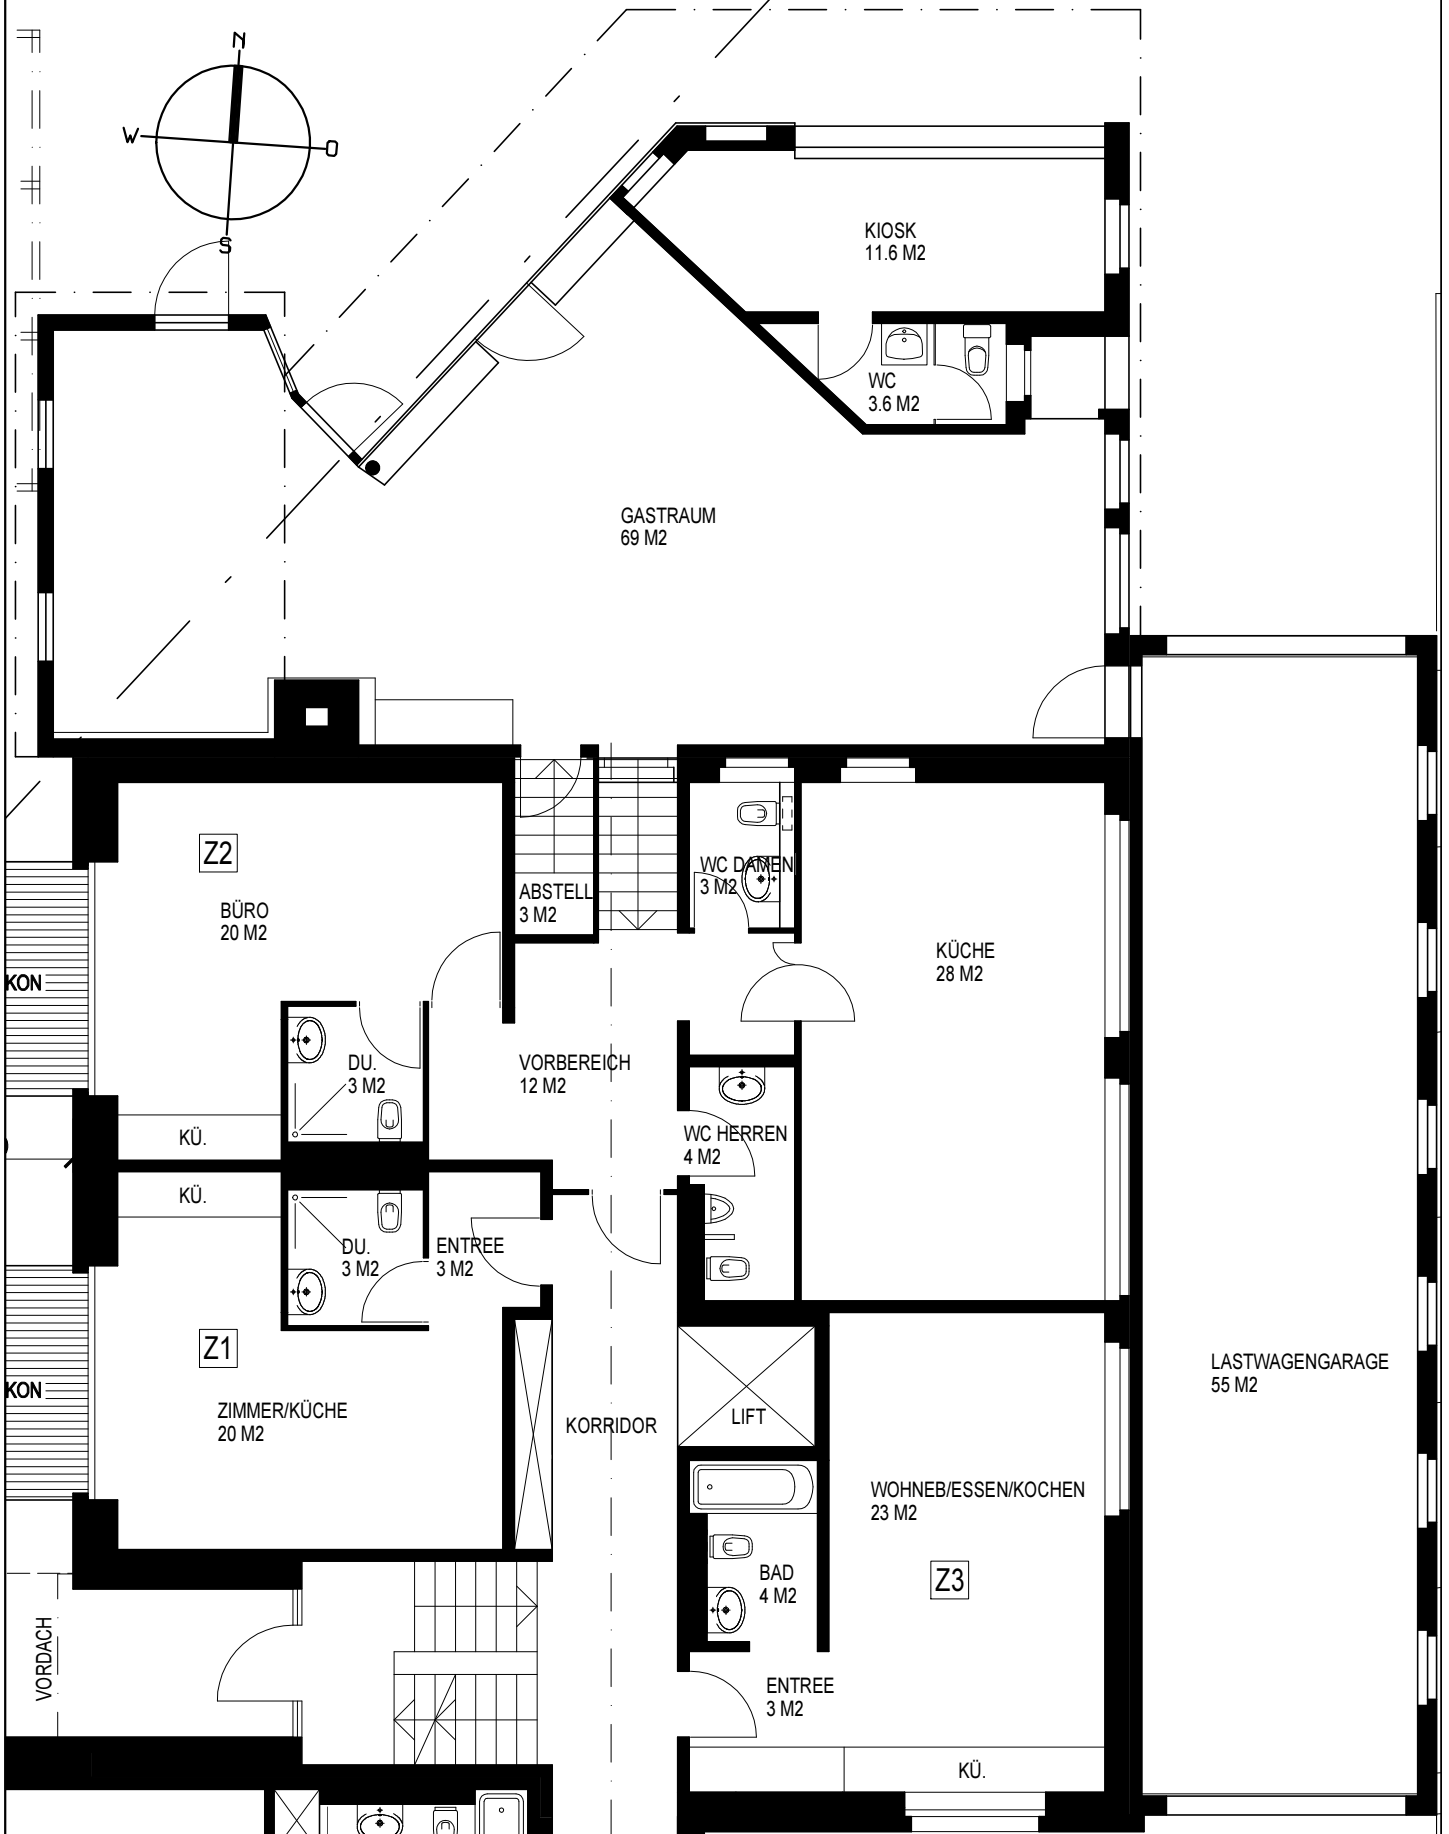 N
W
O
S
KIOSK
11.6 M2
WC
3.6 M2
GASTRAUM
69 M2
Z2
BÜRO
20 M2
ABSTELL
3 M2
WC DAMEN
3 M2
KÜCHE
28 M2
KON
DU.
3 M2
VORBEREICH
12 M2
KÜ.
WC HERREN
4 M2
KÜ.
DU.
3 M2
ENTREE
3 M2
Z1
ZIMMER/KÜCHE
20 M2
KON
KORRIDOR
LIFT
LASTWAGENGARAGE
55 M2
WOHNEB/ESSEN/KOCHEN
23 M2
Z3
BAD
4 M2
VORDACH
ENTREE
3 M2
KÜ.